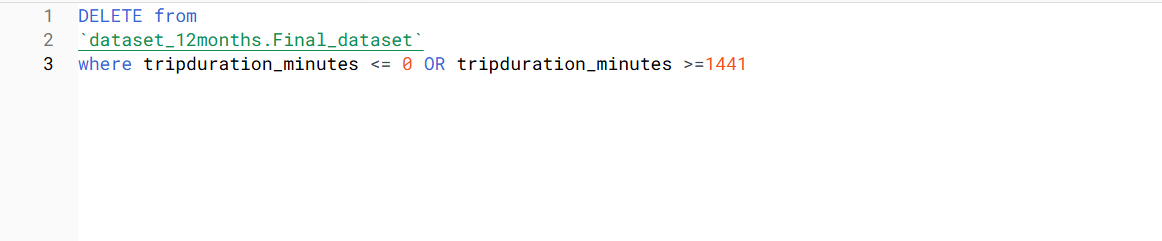 1 DELETE from
2 `dataset_12months.Final_dataset`
3 where tripduration_minutes <= 0 OR tripduration_minutes >=1441